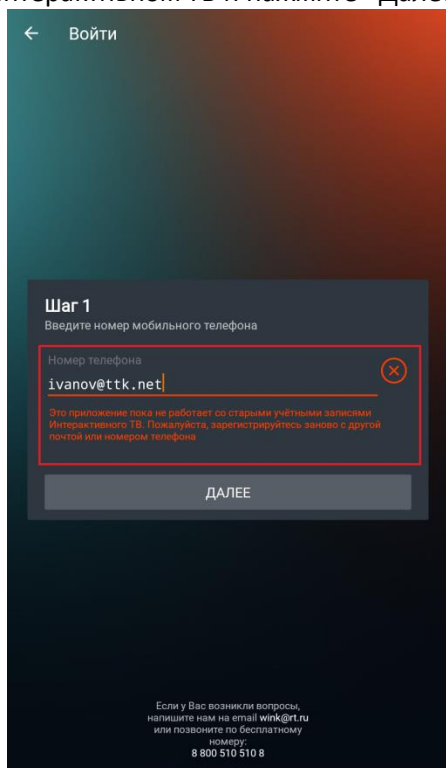 Войти
Шаг 1
Введите номер мобильного телефона
Номер телефона
ivanov@ttk.net
Это приложение пока не работает со старыми учётными записями
Интерактивного ТВ. Пожалуйста, зарегистрируйтесь заново с другой
почтой или номером телефона
ДАЛЕЕ
Если у Вас возникли вопросы,
напишите нам на email wink@rt.ru
или позвоните по бесплатному
номеру:
8 800 510 510 8